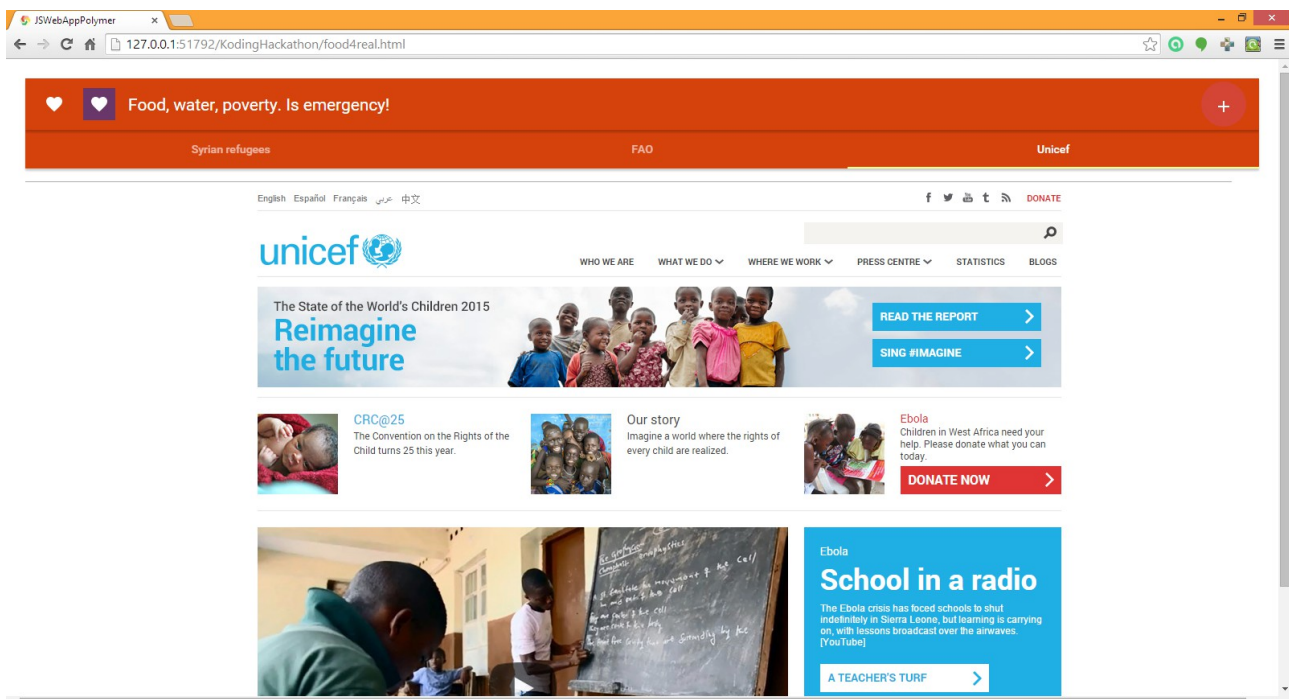 JSWebAppPolymer
127.0.0.1:51792/KodingHackathon/food4real.html
Food, water, poverty. Is emergency!
+
Syrian refugees FAO Unicef
English Español Français عربي 中文 DONATE
unicef
WHO WE ARE WHAT WE DO WHERE WE WORK PRESS CENTRE STATISTICS BLOGS
The State of the World's Children 2015
Reimagine
the future
READ THE REPORT
SING #IMAGINE
CRC@25
The Convention on the Rights of the
Child turns 25 this year.
Our story
Imagine a world where the rights of
every child are realized.
Ebola
Children in West Africa need your
help. Please donate what you can
today.
DONATE NOW
Ebola
School in a radio
The Ebola crisis has foced schools to shut
indefinitely in Sierra Leone, but learning is carrying
on, with lessons broadcast over the airwaves.
[YouTube]
A TEACHER'S TURF